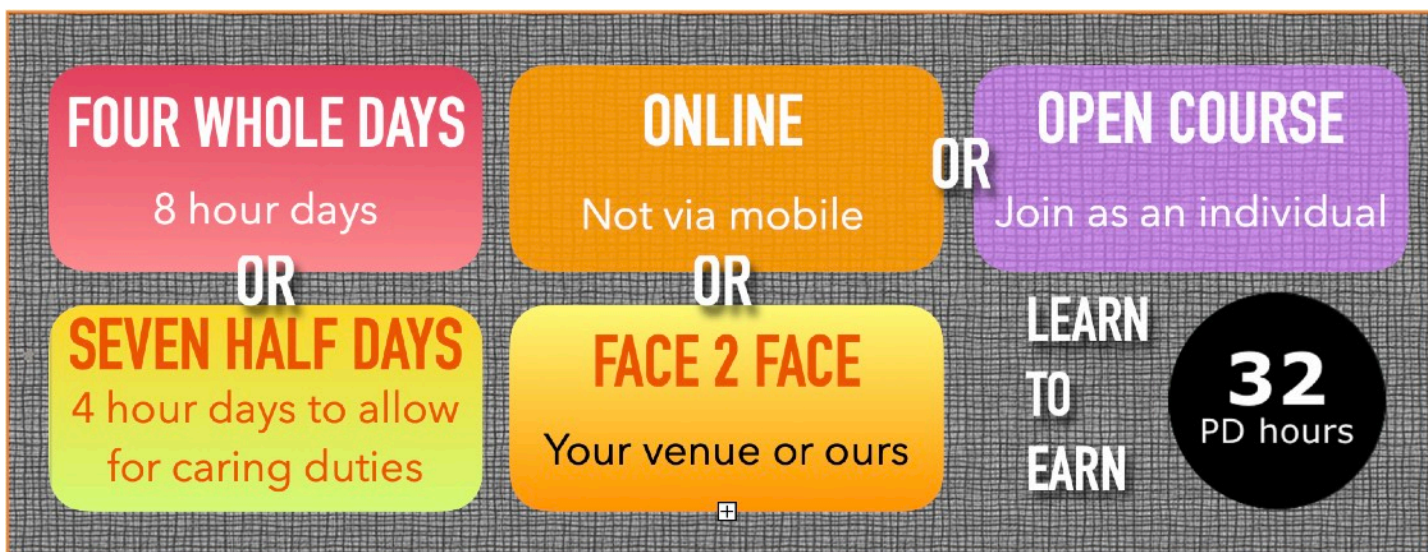 FOUR WHOLE DAYS
8 hour days
OR
SEVEN HALF DAYS
4 hour days to allow
for caring duties
ONLINE
Not via mobile
OR
FACE 2 FACE
Your venue or ours
OR
OPEN COURSE
Join as an individual
LEARN
TO
EARN
32
PD hours